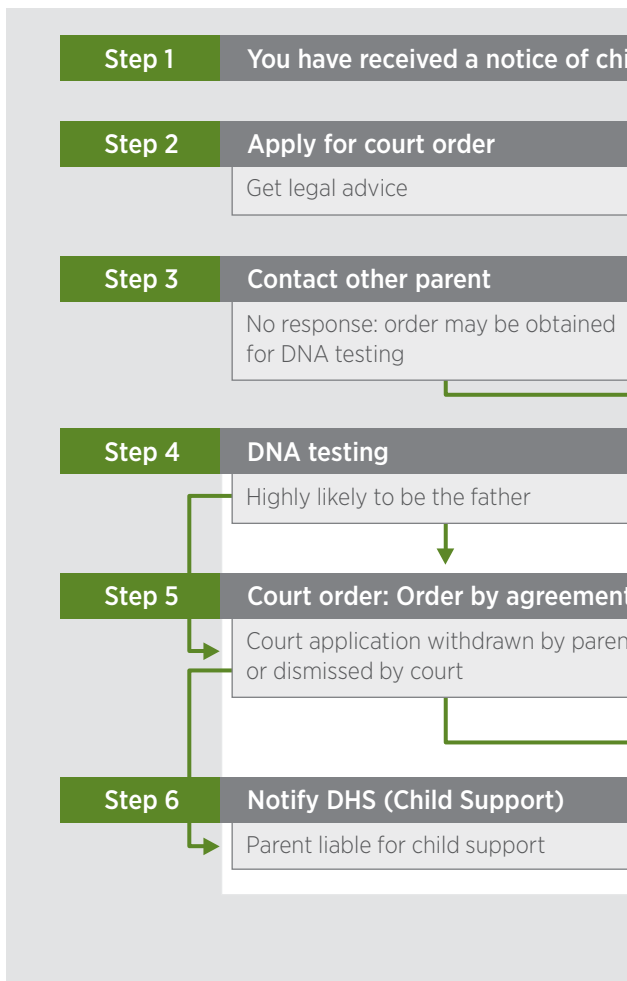 Step 1 You have received a notice of chi
Step 2 Apply for court order
Get legal advice
Step 3 Contact other parent
No response: order may be obtained
for DNA testing
Step 4 DNA testing
Highly likely to be the father
Step 5 Court order: Order by agreement
Court application withdrawn by paren
or dismissed by court
Step 6 Notify DHS (Child Support)
Parent liable for child support